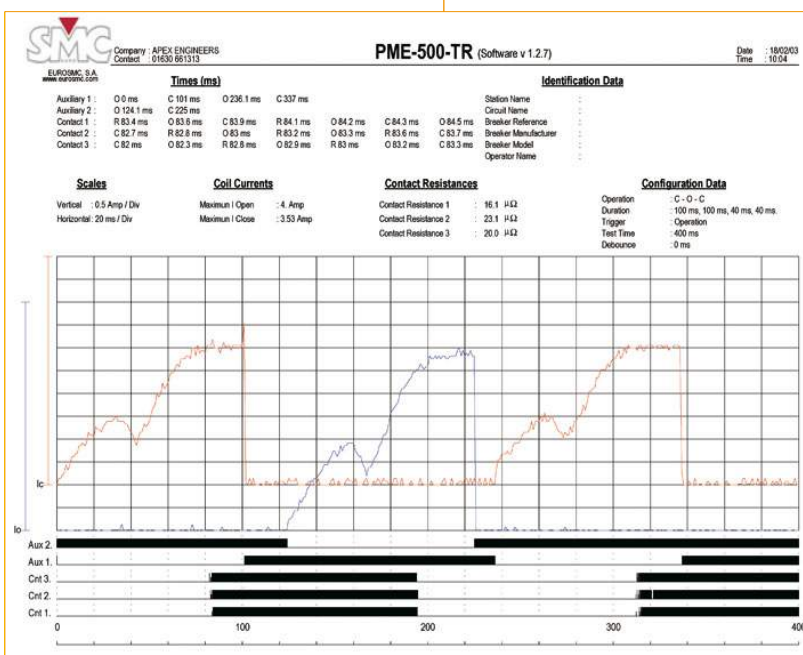 SMC
EUROSMC, S.A.
www.eurosmc.com
Company : APEX ENGINEERS
Contact : 01630 661313
PME-500-TR (Software v 1.2.7)
Date : 18/02/03
Time : 10:04
Times (ms)
Auxiliary 1 : O 0 ms C 101 ms O 236.1 ms C 337 ms
Auxiliary 2 : O 124.1 ms C 225 ms
Contact 1 : R 83.4 ms O 83.6 ms C 83.9 ms R 84.1 ms O 84.2 ms C 84.3 ms O 84.5 ms
Contact 2 : C 82.7 ms R 82.8 ms O 83 ms R 83.2 ms O 83.3 ms R 83.6 ms C 83.7 ms
Contact 3 : C 82 ms O 82.3 ms R 82.6 ms O 82.9 ms R 83 ms O 83.2 ms C 83.3 ms
Identification Data
Station Name :
Circuit Name :
Breaker Reference :
Breaker Manufacturer :
Breaker Model :
Operator Name :
Scales
Vertical : 0.5 Amp / Div
Horizontal : 20 ms / Div
Coil Currents
Maximun I Open : 4. Amp
Maximun I Close : 3.53 Amp
Contact Resistances
Contact Resistance 1 : 16.1 µΩ
Contact Resistance 2 : 23.1 µΩ
Contact Resistance 3 : 20.0 µΩ
Configuration Data
Operation : C - O - C
Duration : 100 ms, 100 ms, 40 ms, 40 ms.
Trigger : Operation
Test Time : 400 ms
Debounce : 0 ms
Ic
Io
Aux 2.
Aux 1.
Cnt 3.
Cnt 2.
Cnt 1.
0 100 200 300 400